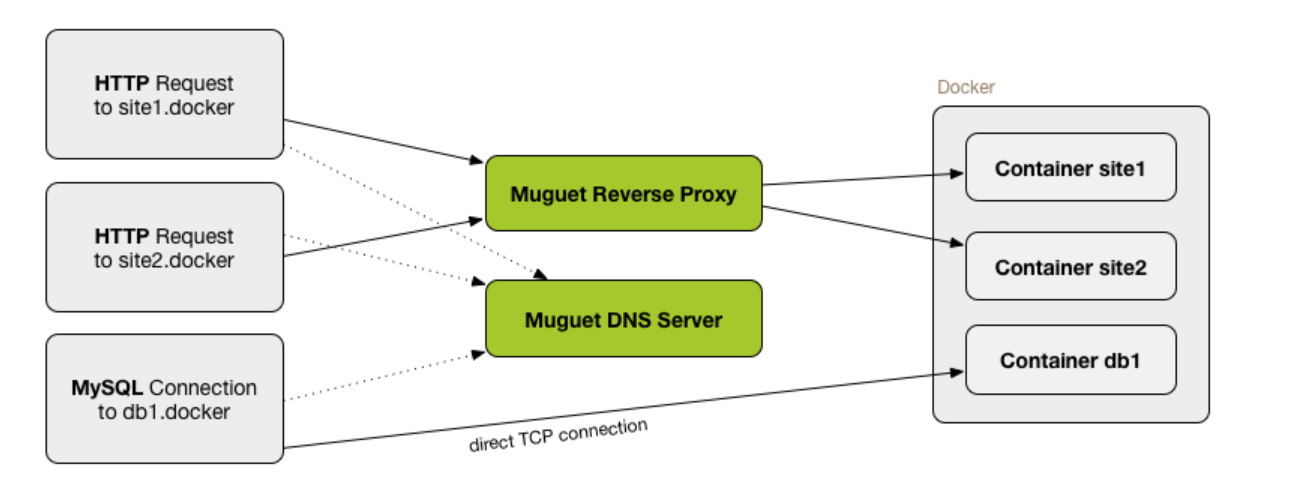 HTTP Request
to site1.docker
HTTP Request
to site2.docker
MySQL Connection
to db1.docker
Muguet Reverse Proxy
Muguet DNS Server
direct TCP connection
Docker
Container site1
Container site2
Container db1